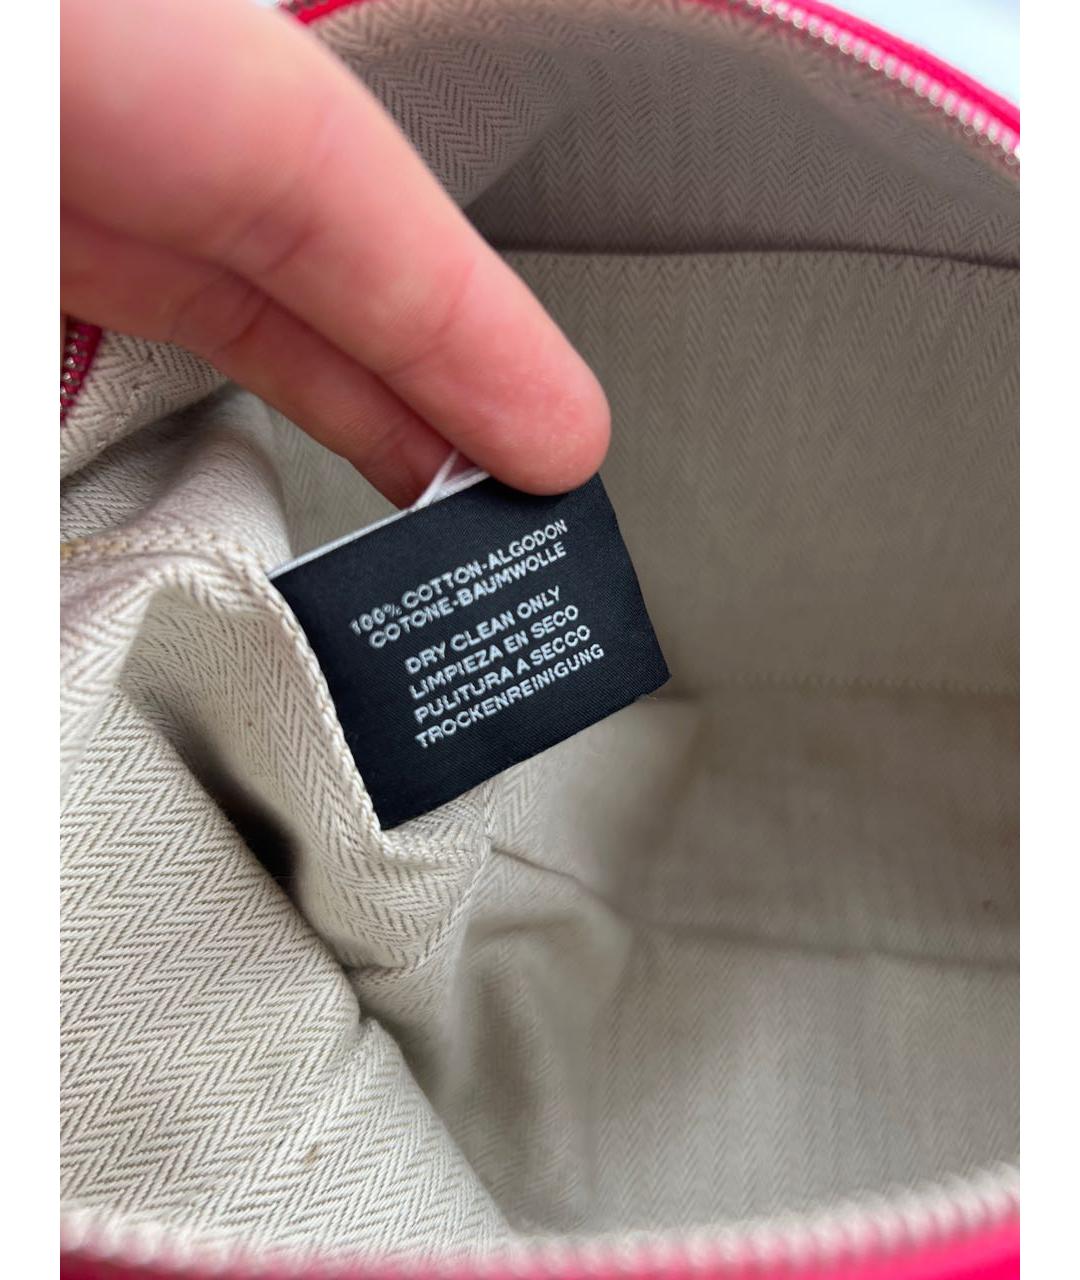 100% COTTON-ALGODON
COTONE-BAUMWOLLE
DRY CLEAN ONLY
LIMPIEZA EN SECO
PULITURA A SECCO
TROCKENREINIGUNG